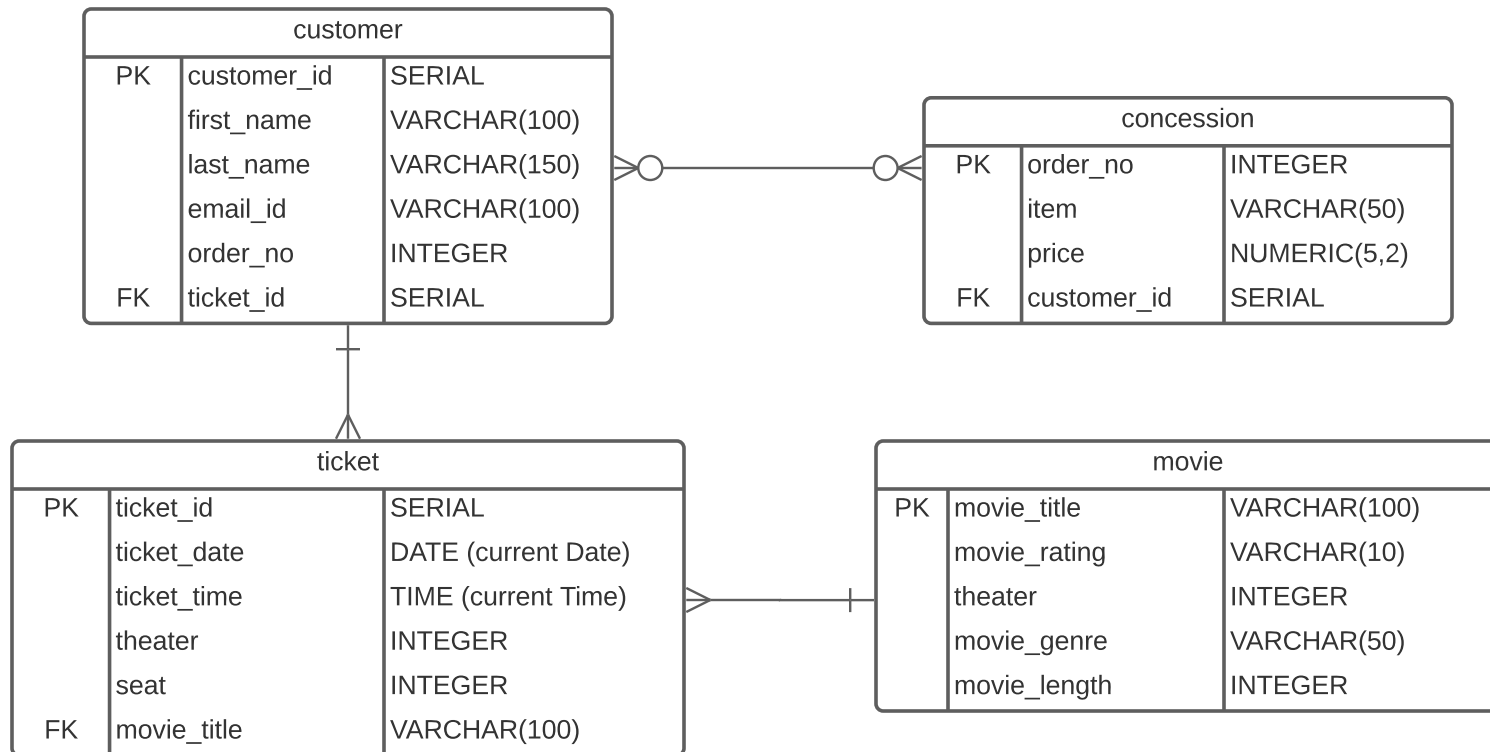 customer
PK customer_id SERIAL
first_name VARCHAR(100)
last_name VARCHAR(150)
email_id VARCHAR(100)
order_no INTEGER
FK ticket_id SERIAL
concession
PK order_no INTEGER
item VARCHAR(50)
price NUMERIC(5,2)
FK customer_id SERIAL
ticket
PK ticket_id SERIAL
ticket_date DATE (current Date)
ticket_time TIME (current Time)
theater INTEGER
seat INTEGER
FK movie_title VARCHAR(100)
movie
PK movie_title VARCHAR(100)
movie_rating VARCHAR(10)
theater INTEGER
movie_genre VARCHAR(50)
movie_length INTEGER